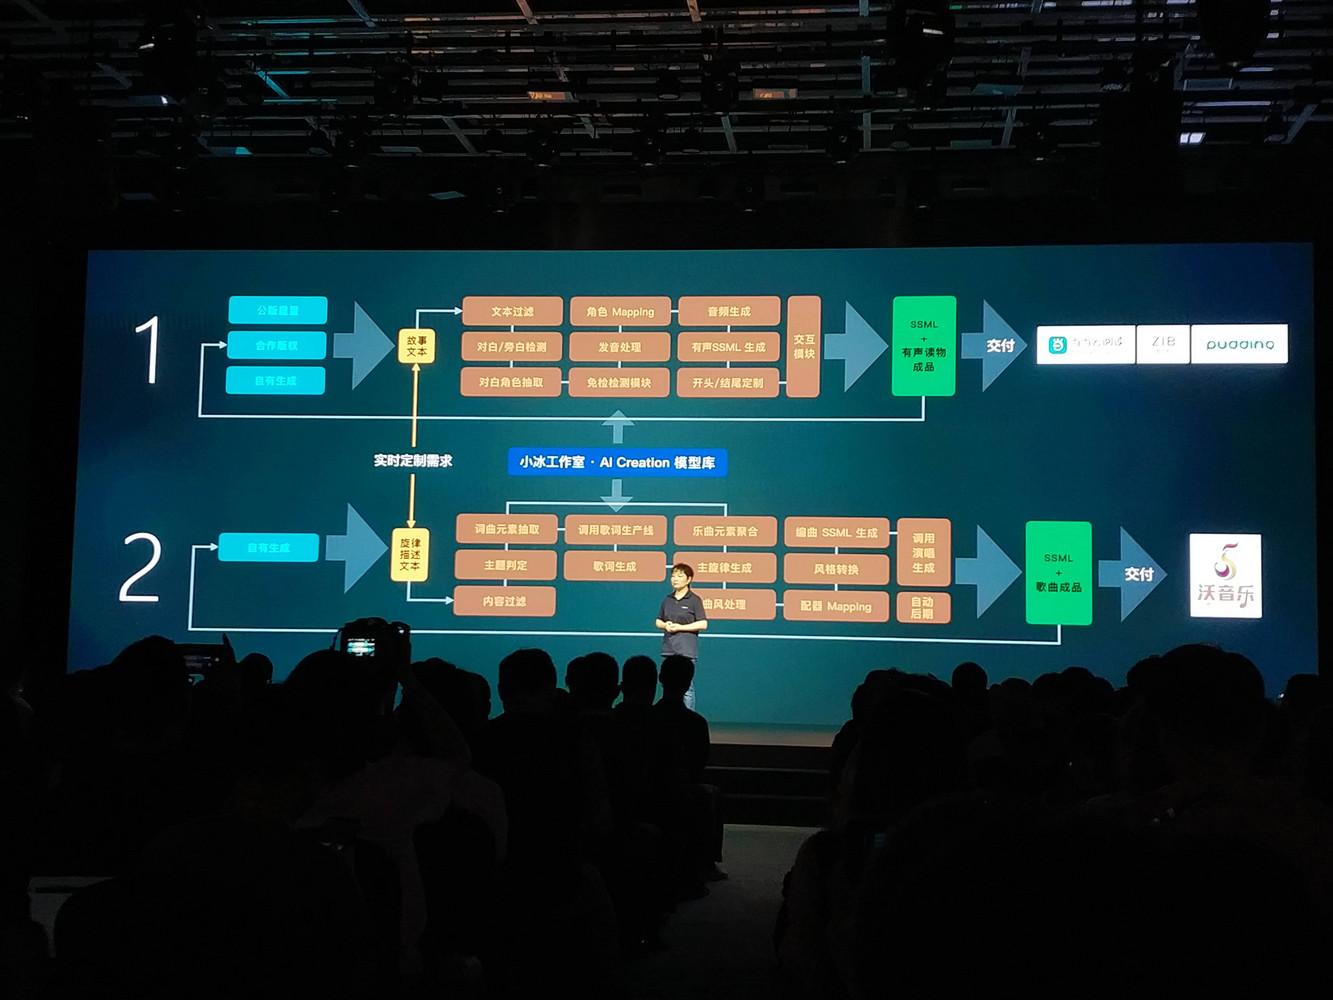 1
公版流量
合作版权
自有生成
故事
文本
文本过滤
角色 Mapping
音频生成
对白/旁白检测
发音处理
有声SSML 生成
对白角色抽取
免检检测模块
开头/结尾定制
交互
模块
SSML
+
有声读物
成品
交付
当当云阅读
pudding
实时定制需求
小冰工作室 · AI Creation 模型库
2
自有生成
旋律
描述
文本
词曲元素抽取
调用歌词生产线
乐曲元素聚合
编曲 SSML 生成
主题判定
歌词生成
主旋律生成
风格转换
内容过滤
曲风处理
配器 Mapping
调用
演唱
生成
自动
后期
SSML
+
歌曲成品
交付
沃音乐